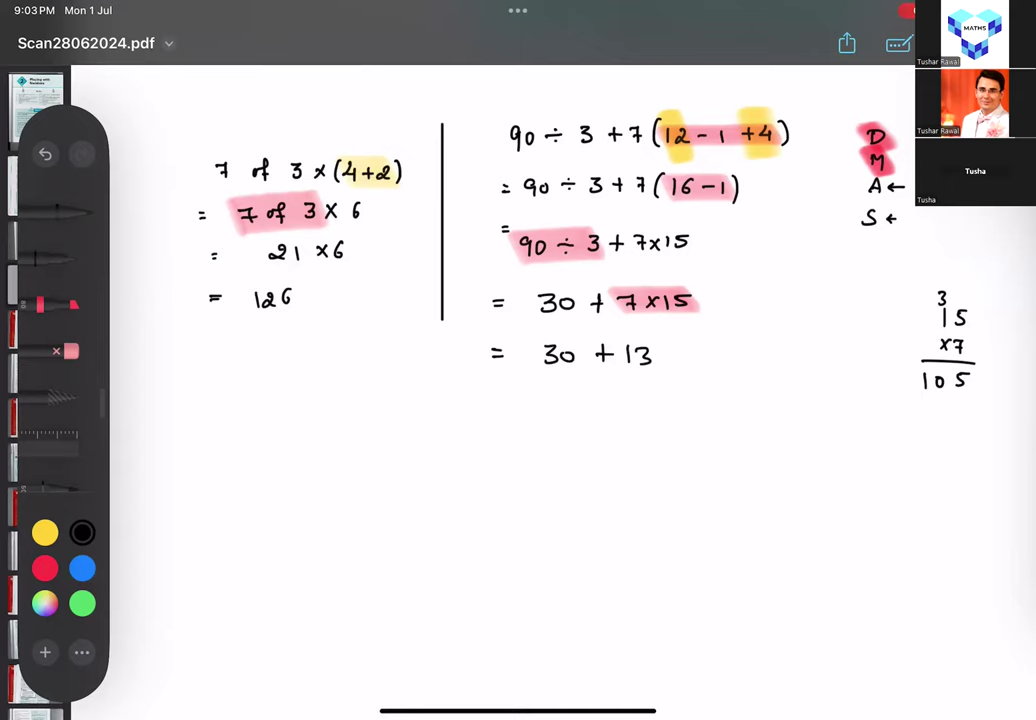 9:03 PM Mon 1 Jul
Scan28062024.pdf
MATHS
Tushar Rawal
Tushar Rawal
Tusha
Tusha
7 of 3 × (4+2)
= 7 of 3 × 6
= 21 × 6
= 126
90 ÷ 3 + 7 (12 - 1 + 4)
= 90 ÷ 3 + 7 (16 - 1)
= 90 ÷ 3 + 7 × 15
= 30 + 7 × 15
= 30 + 13
D
M
A ←
S ←
3
15
×7
105